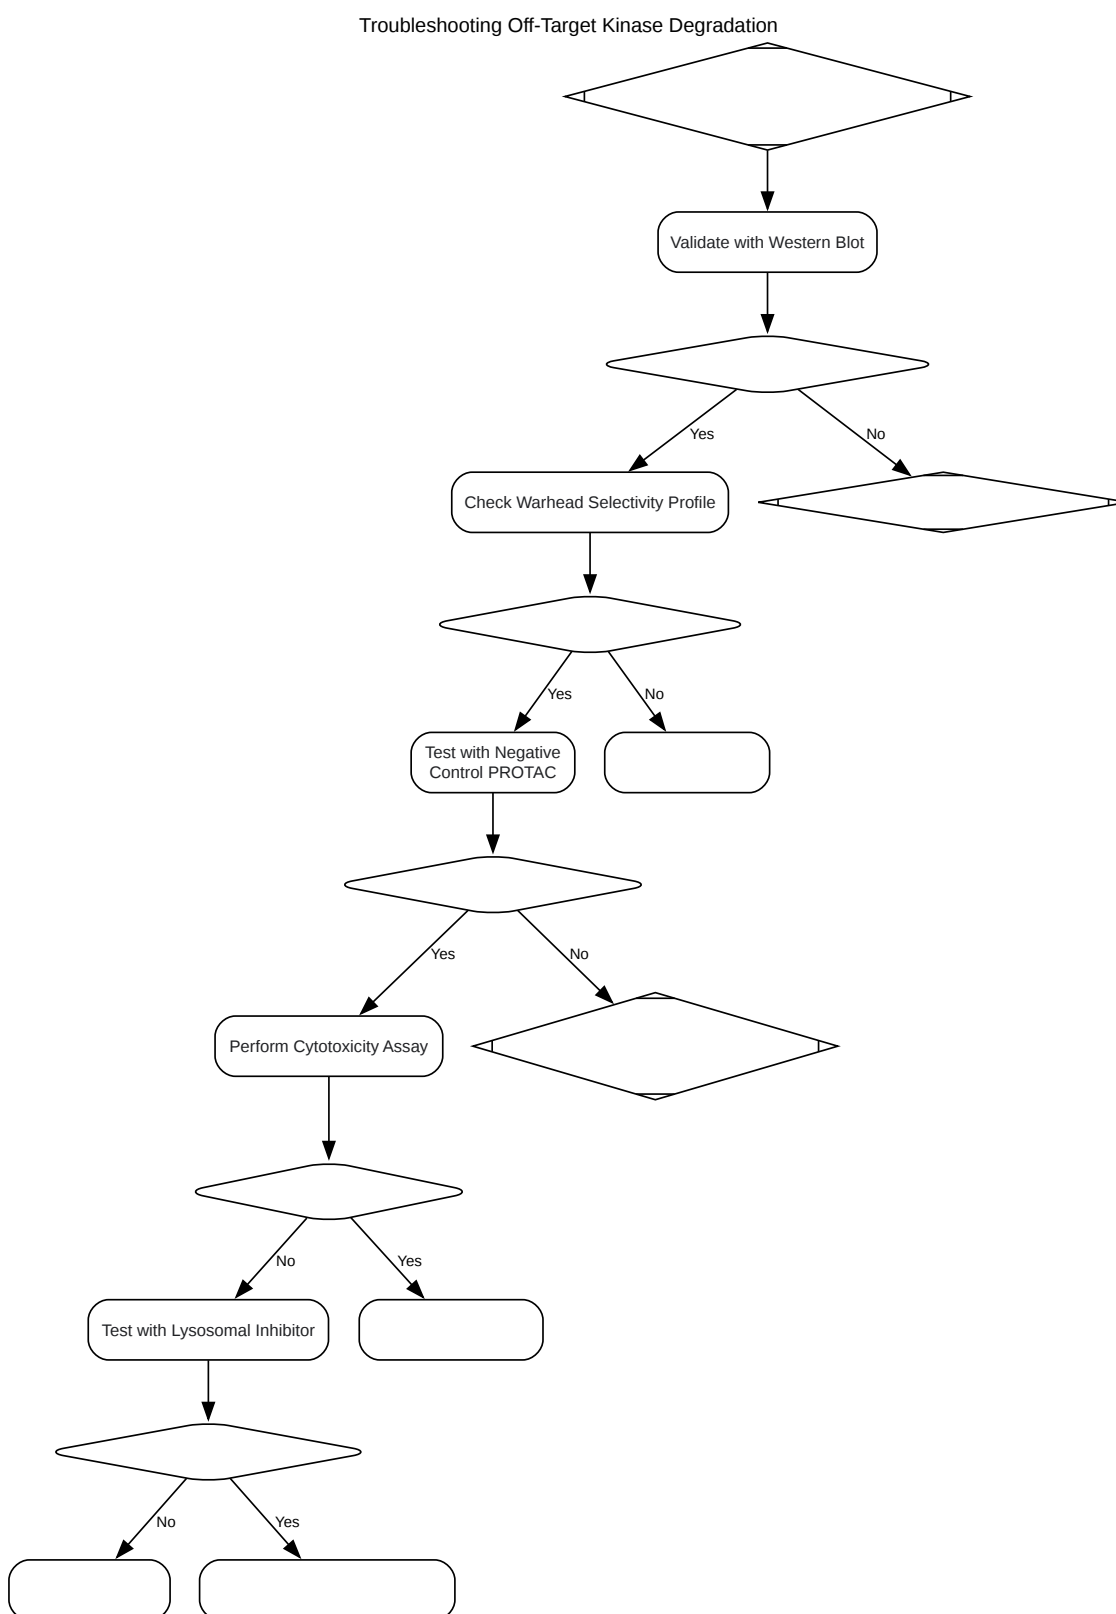 Troubleshooting Off-Target Kinase Degradation
Validate with Western Blot
Yes
No
Check Warhead Selectivity Profile
Yes
No
Test with Negative
Control PROTAC
Yes
No
Perform Cytotoxicity Assay
No
Yes
Test with Lysosomal Inhibitor
No
Yes